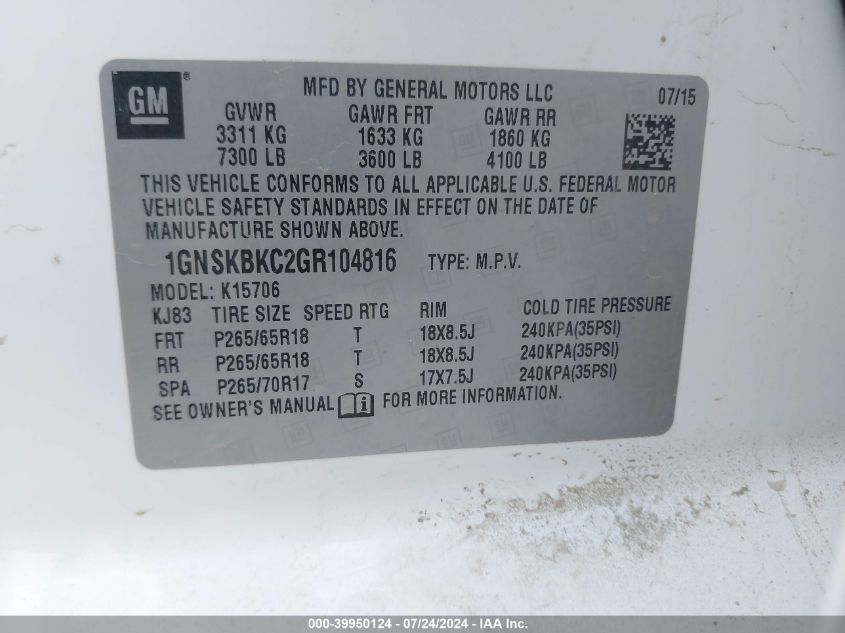 GM ®
MFD BY GENERAL MOTORS LLC 07/15
GVWR GAWR FRT GAWR RR
3311 KG 1633 KG 1860 KG
7300 LB 3600 LB 4100 LB
THIS VEHICLE CONFORMS TO ALL APPLICABLE U.S. FEDERAL MOTOR
VEHICLE SAFETY STANDARDS IN EFFECT ON THE DATE OF
MANUFACTURE SHOWN ABOVE.
1GNSKBKC2GR104816 TYPE: M.P.V.
MODEL: K15706
KJ83 TIRE SIZE SPEED RTG RIM COLD TIRE PRESSURE
FRT P265/65R18 T 18X8.5J 240KPA(35PSI)
RR P265/65R18 T 18X8.5J 240KPA(35PSI)
SPA P265/70R17 S 17X7.5J 240KPA(35PSI)
SEE OWNER'S MANUAL i FOR MORE INFORMATION.
000-39950124 - 07/24/2024 - IAA Inc.